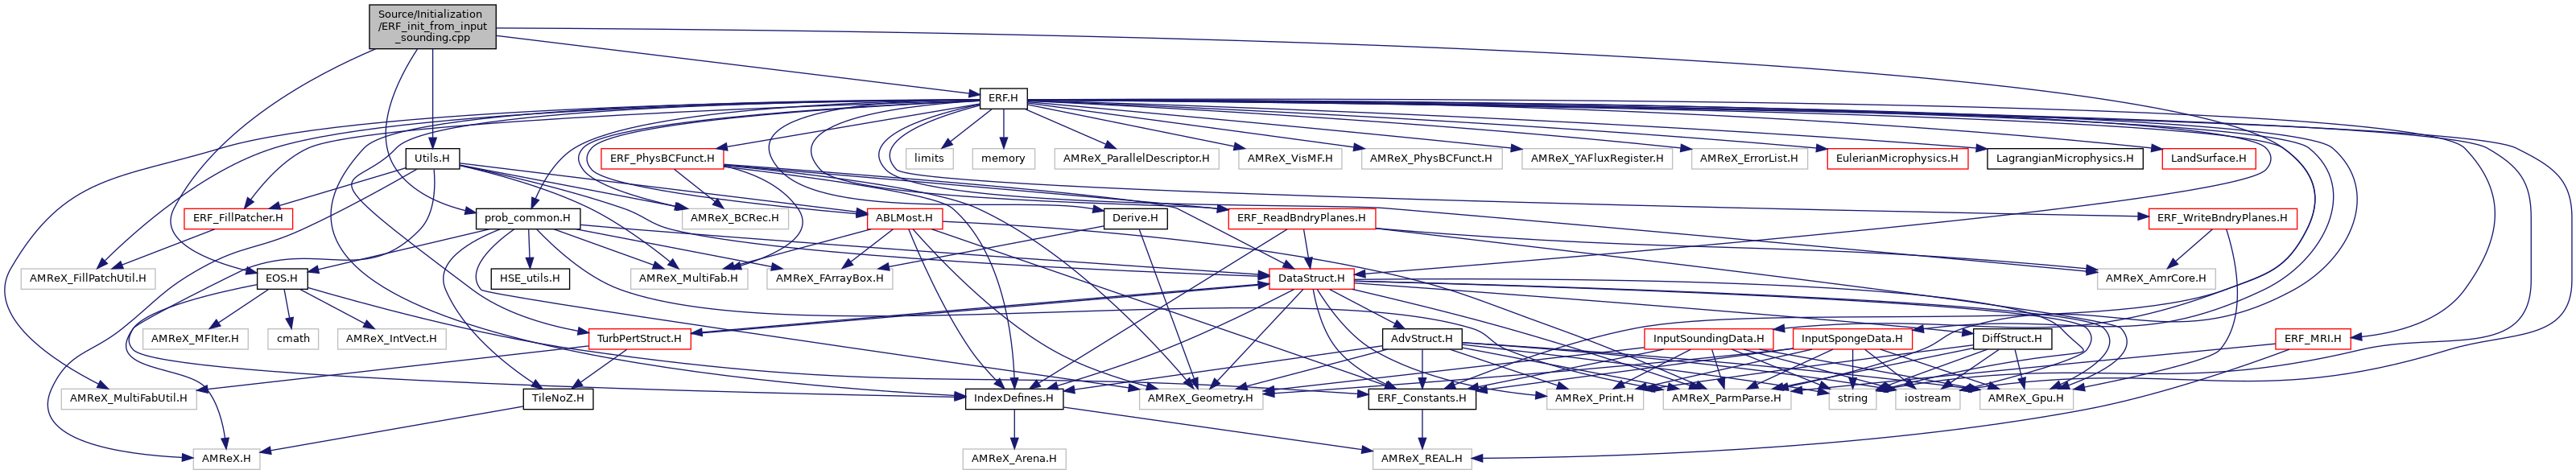 Source/Initialization
/ERF_init_from_input
_sounding.cpp
ERF.H
Utils.H
ERF_PhysBCFunct.H
limits
memory
AMReX_ParallelDescriptor.H
AMReX_VisMF.H
AMReX_PhysBCFunct.H
AMReX_YAFluxRegister.H
AMReX_ErrorList.H
EulerianMicrophysics.H
LagrangianMicrophysics.H
LandSurface.H
ERF_FillPatcher.H
prob_common.H
AMReX_BCRec.H
ABLMost.H
Derive.H
ERF_ReadBndryPlanes.H
ERF_WriteBndryPlanes.H
AMReX_FillPatchUtil.H
EOS.H
HSE_utils.H
AMReX_MultiFab.H
AMReX_FArrayBox.H
DataStruct.H
AMReX_AmrCore.H
AMReX_MFIter.H
cmath
AMReX_IntVect.H
TurbPertStruct.H
AdvStruct.H
InputSoundingData.H
InputSpongeData.H
DiffStruct.H
ERF_MRI.H
AMReX_MultiFabUtil.H
TileNoZ.H
IndexDefines.H
AMReX_Geometry.H
ERF_Constants.H
AMReX_Print.H
AMReX_ParmParse.H
string
iostream
AMReX_Gpu.H
AMReX.H
AMReX_Arena.H
AMReX_REAL.H